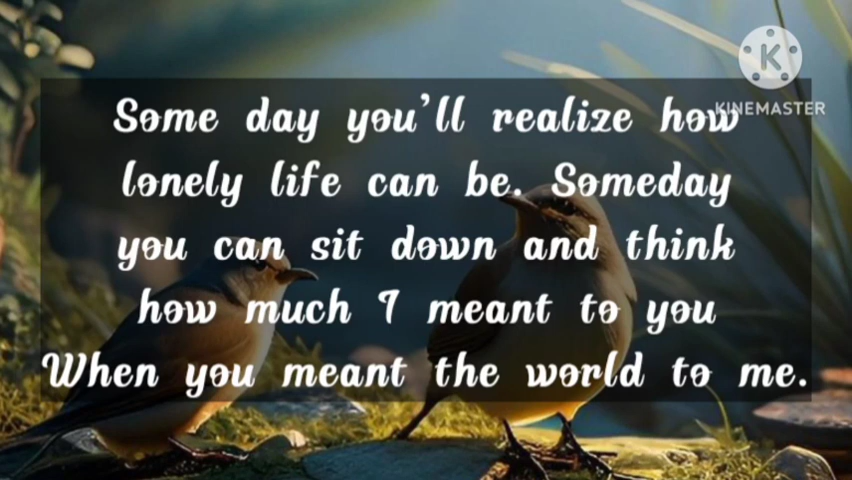 KINEMASTER
Some day you'll realize how
lonely life can be. Someday
you can sit down and think
how much I meant to you
When you meant the world to me.